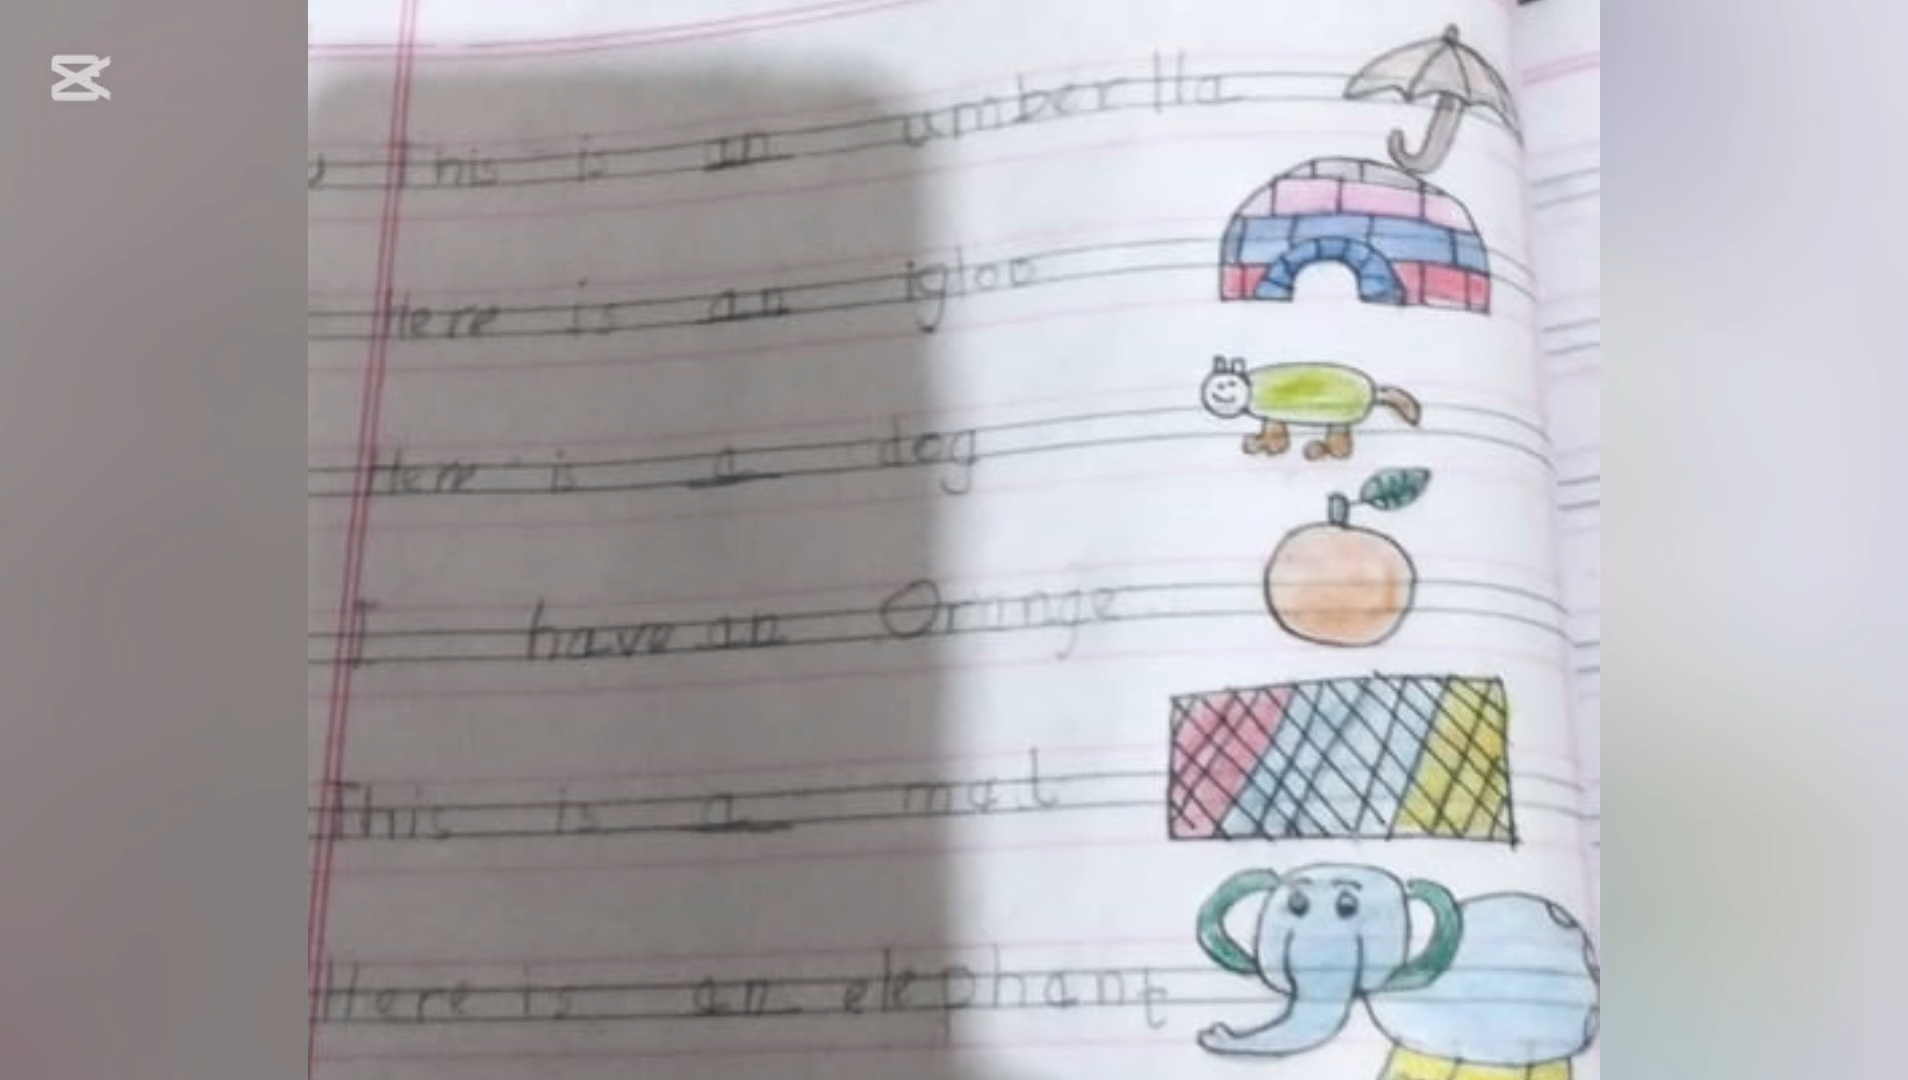 This is an umberlla
Here is an igloo
Here is a dog
I have an Oringe
This is a mat
Here is an elephant